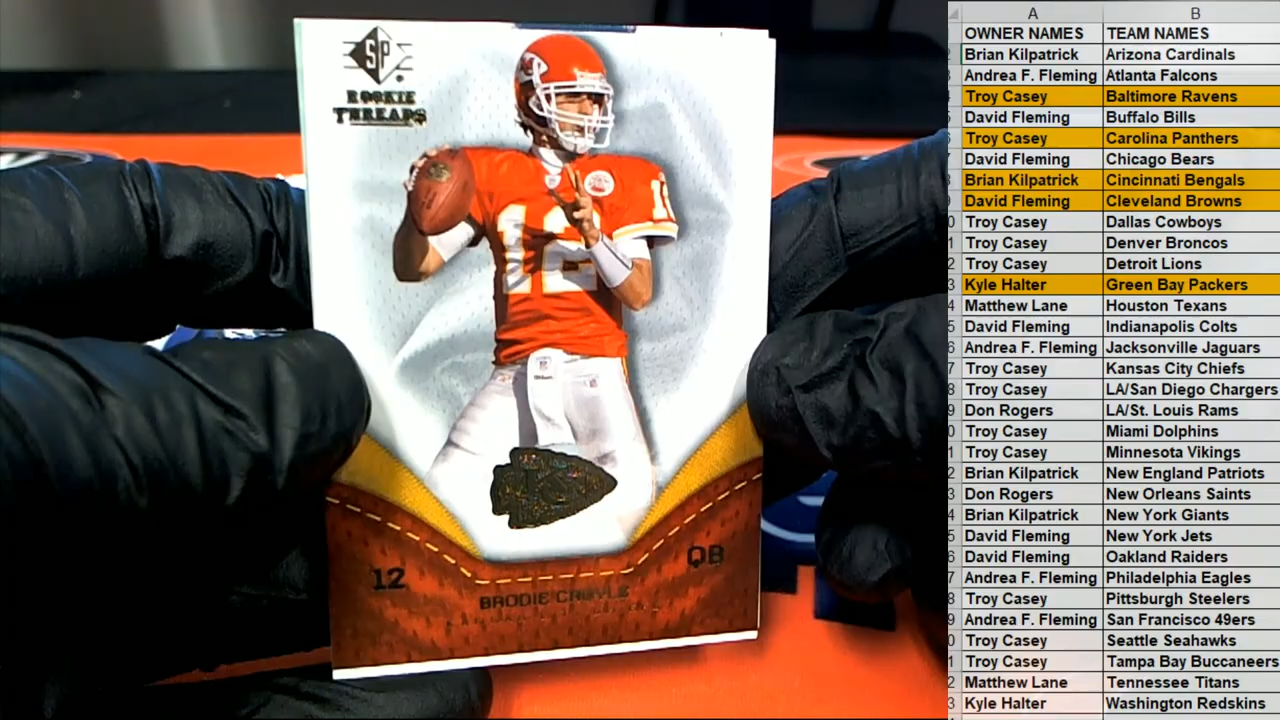 SP
ROOKIE
THREADS
12
12
QB
BRODIE CROYLE
A B
OWNER NAMES TEAM NAMES
Brian Kilpatrick Arizona Cardinals
Andrea F. Fleming Atlanta Falcons
Troy Casey Baltimore Ravens
David Fleming Buffalo Bills
Troy Casey Carolina Panthers
David Fleming Chicago Bears
Brian Kilpatrick Cincinnati Bengals
David Fleming Cleveland Browns
Troy Casey Dallas Cowboys
Troy Casey Denver Broncos
Troy Casey Detroit Lions
Kyle Halter Green Bay Packers
Matthew Lane Houston Texans
David Fleming Indianapolis Colts
Andrea F. Fleming Jacksonville Jaguars
Troy Casey Kansas City Chiefs
Troy Casey LA/San Diego Chargers
Don Rogers LA/St. Louis Rams
Troy Casey Miami Dolphins
Troy Casey Minnesota Vikings
Brian Kilpatrick New England Patriots
Don Rogers New Orleans Saints
Brian Kilpatrick New York Giants
David Fleming New York Jets
David Fleming Oakland Raiders
Andrea F. Fleming Philadelphia Eagles
Troy Casey Pittsburgh Steelers
Andrea F. Fleming San Francisco 49ers
Troy Casey Seattle Seahawks
Troy Casey Tampa Bay Buccaneers
Matthew Lane Tennessee Titans
Kyle Halter Washington Redskins